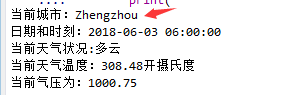 print(
当前城市：Zhengzhou
日期和时刻：2018-06-03 06:00:00
当前天气状况:多云
当前天气温度：308.48开摄氏度
当前气压为：1000.75